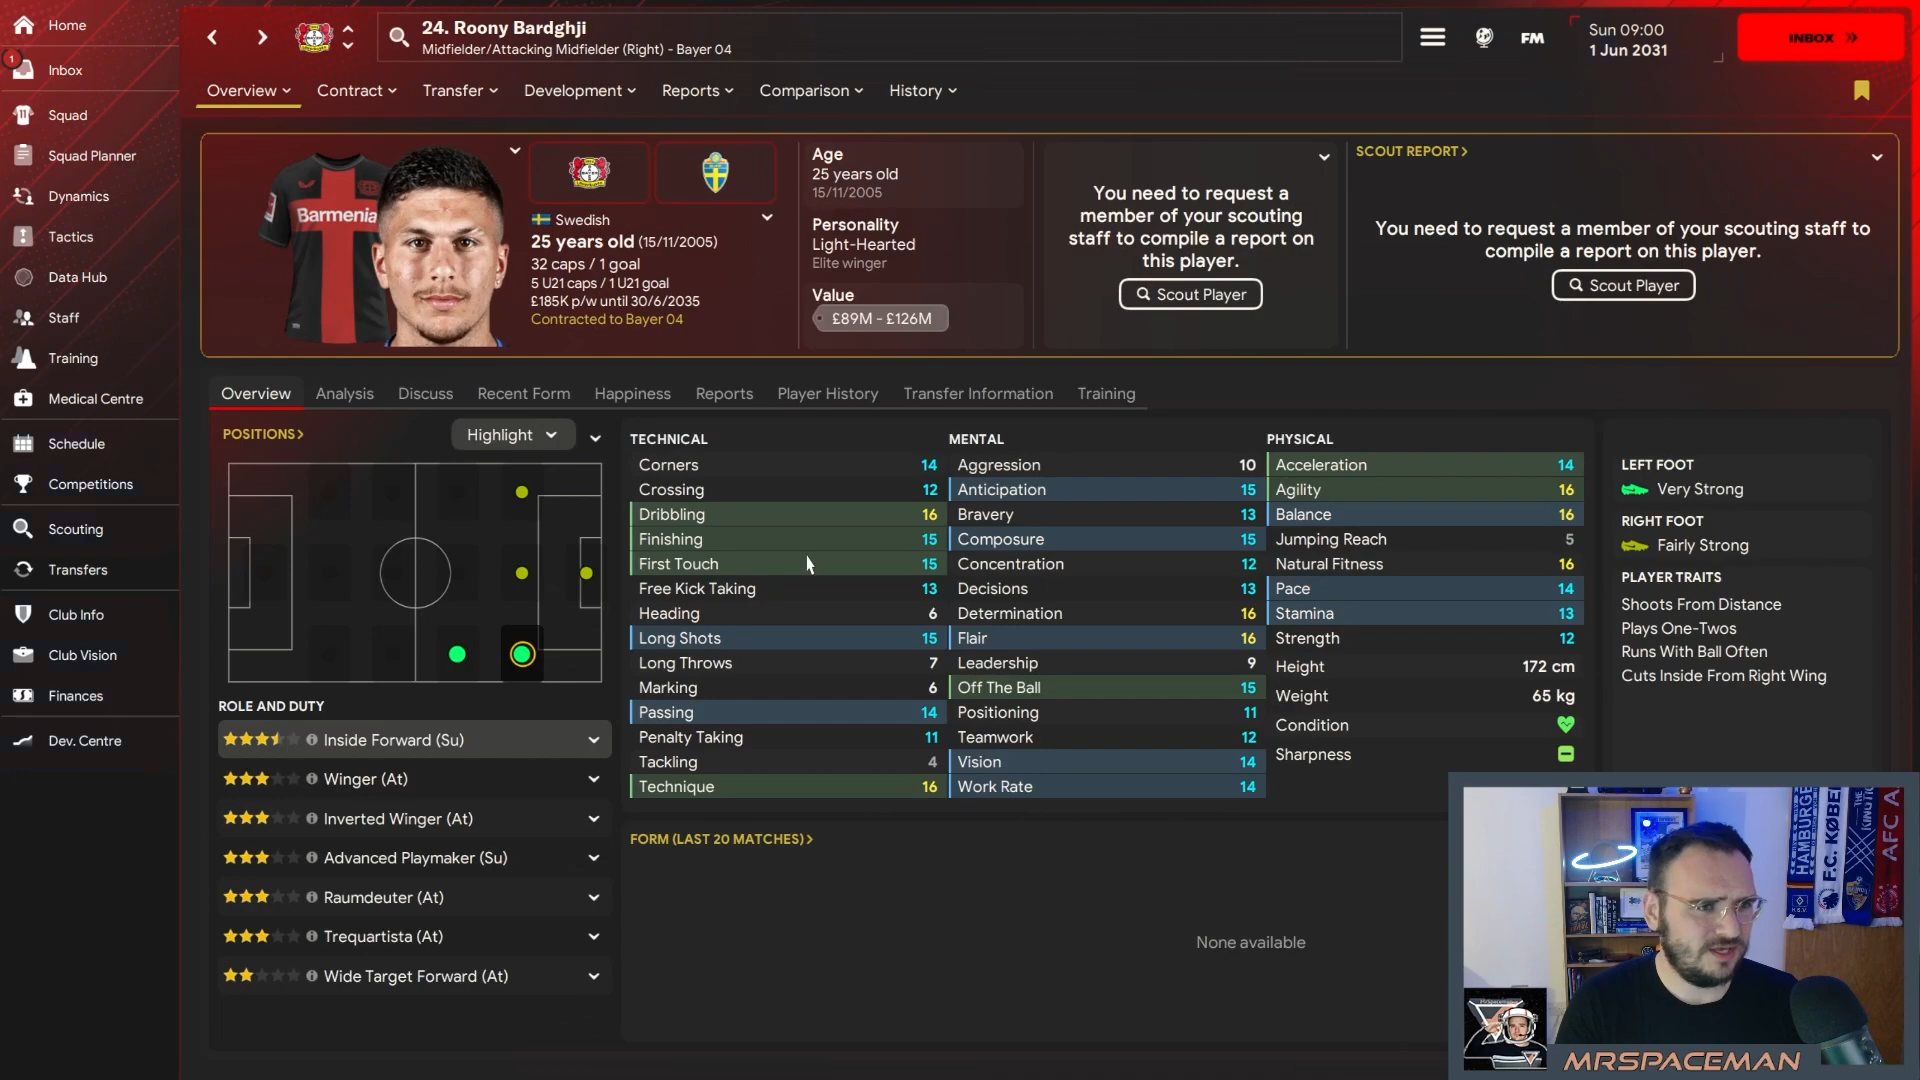 Home
1
Inbox
Squad
Squad Planner
Dynamics
Tactics
Data Hub
Staff
Training
Medical Centre
Schedule
Competitions
Scouting
Transfers
Club Info
Club Vision
Finances
Dev. Centre
24. Roony Bardghji
Midfielder/Attacking Midfielder (Right) - Bayer 04
FM
Sun 09:00
1 Jun 2031
INBOX
Overview
Contract
Transfer
Development
Reports
Comparison
History
Barmenia
Swedish
25 years old (15/11/2005)
32 caps / 1 goal
5 U21 caps / 1 U21 goal
£185K p/w until 30/6/2035
Contracted to Bayer 04
Age
25 years old
15/11/2005
Personality
Light-Hearted
Elite winger
Value
£89M - £126M
You need to request a
member of your scouting
staff to compile a report on
this player.
Scout Player
SCOUT REPORT >
You need to request a member of your scouting staff to
compile a report on this player.
Scout Player
Overview
Analysis
Discuss
Recent Form
Happiness
Reports
Player History
Transfer Information
Training
POSITIONS >
Highlight
ROLE AND DUTY
Inside Forward (Su)
Winger (At)
Inverted Winger (At)
Advanced Playmaker (Su)
Raumdeuter (At)
Trequartista (At)
Wide Target Forward (At)
TECHNICAL
Corners 14
Crossing 12
Dribbling 16
Finishing 15
First Touch 15
Free Kick Taking 13
Heading 6
Long Shots 15
Long Throws 7
Marking 6
Passing 14
Penalty Taking 11
Tackling 4
Technique 16
MENTAL
Aggression 10
Anticipation 15
Bravery 13
Composure 15
Concentration 12
Decisions 13
Determination 16
Flair 16
Leadership 9
Off The Ball 15
Positioning 11
Teamwork 12
Vision 14
Work Rate 14
PHYSICAL
Acceleration 14
Agility 16
Balance 16
Jumping Reach 5
Natural Fitness 16
Pace 14
Stamina 13
Strength 12
Height 172 cm
Weight 65 kg
Condition
Sharpness
LEFT FOOT
Very Strong
RIGHT FOOT
Fairly Strong
PLAYER TRAITS
Shoots From Distance
Plays One-Twos
Runs With Ball Often
Cuts Inside From Right Wing
FORM (LAST 20 MATCHES) >
None available
HAMBURGER
F.C. KØBEN
AFC A
MRSPACEMAN